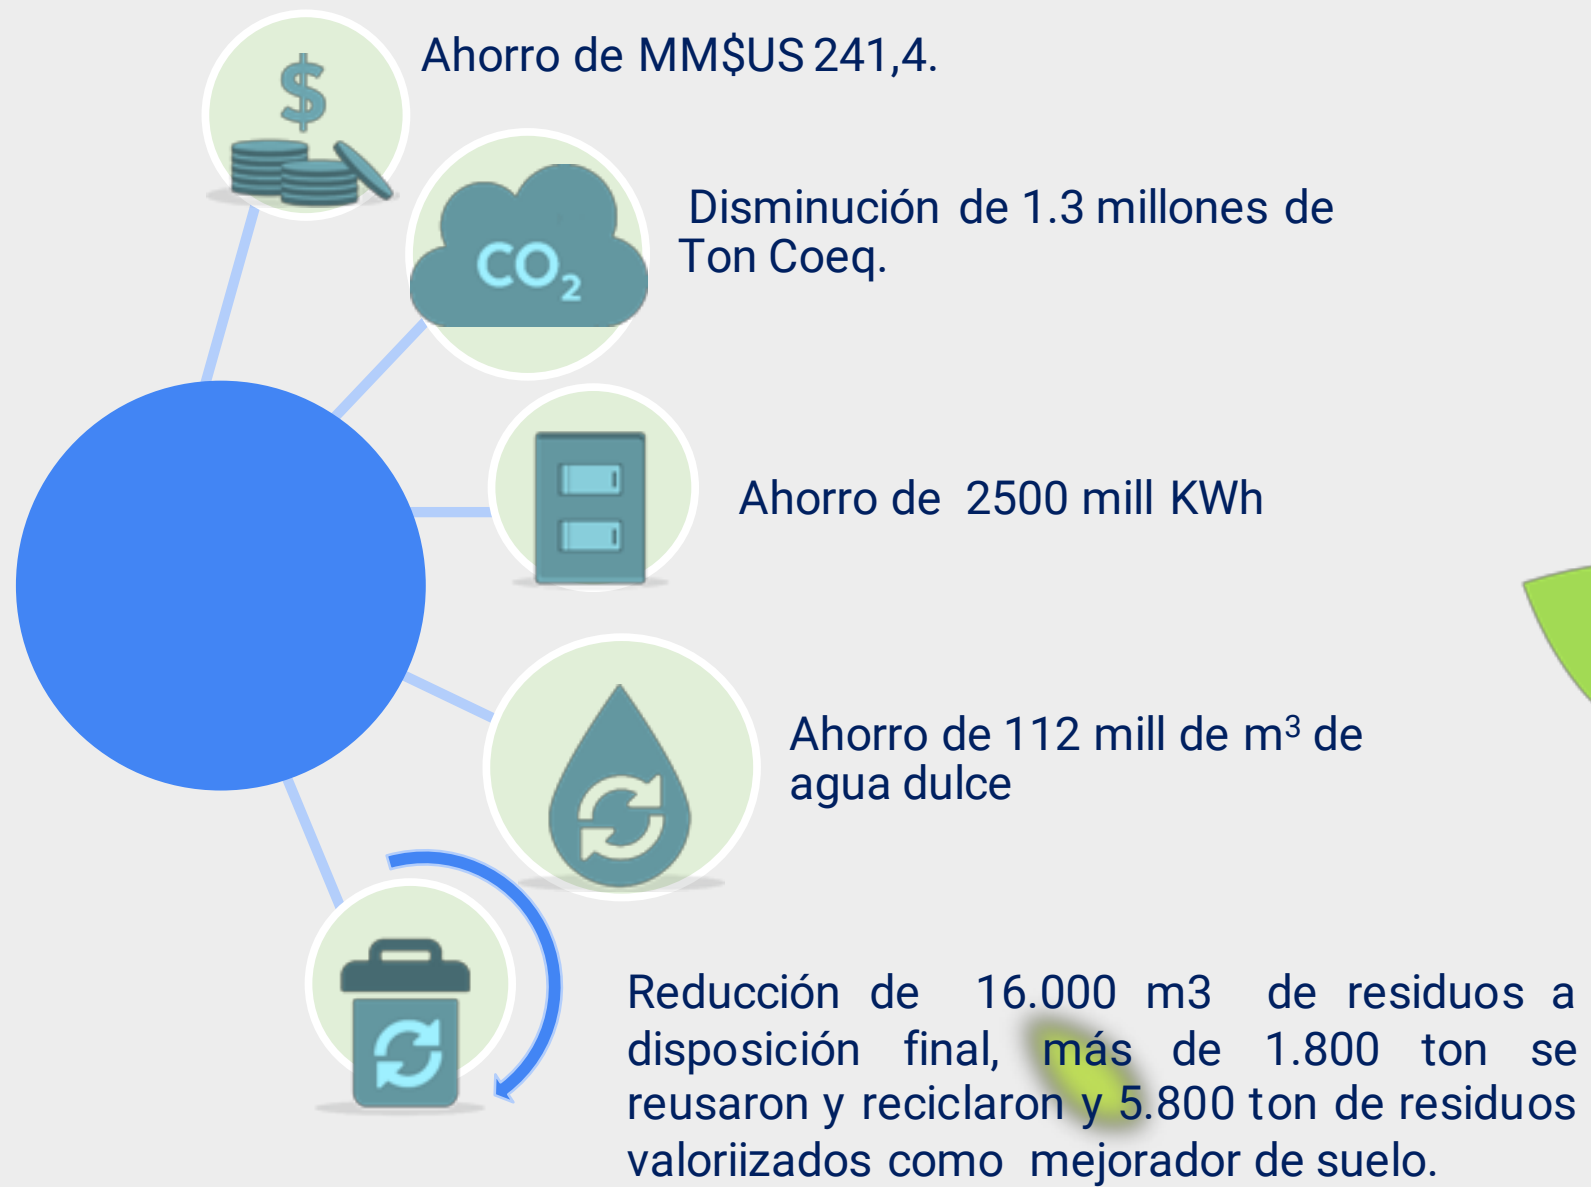 Ahorro de MM$US 241,4.
$
CO₂
Disminución de 1.3 millones de
Ton Coeq.
Ahorro de 2500 mill KWh
Ahorro de 112 mill de m³ de
agua dulce
Reducción de 16.000 m3 de residuos a
disposición final, más de 1.800 ton se
reusaron y reciclaron y 5.800 ton de residuos
valoriizados como mejorador de suelo.